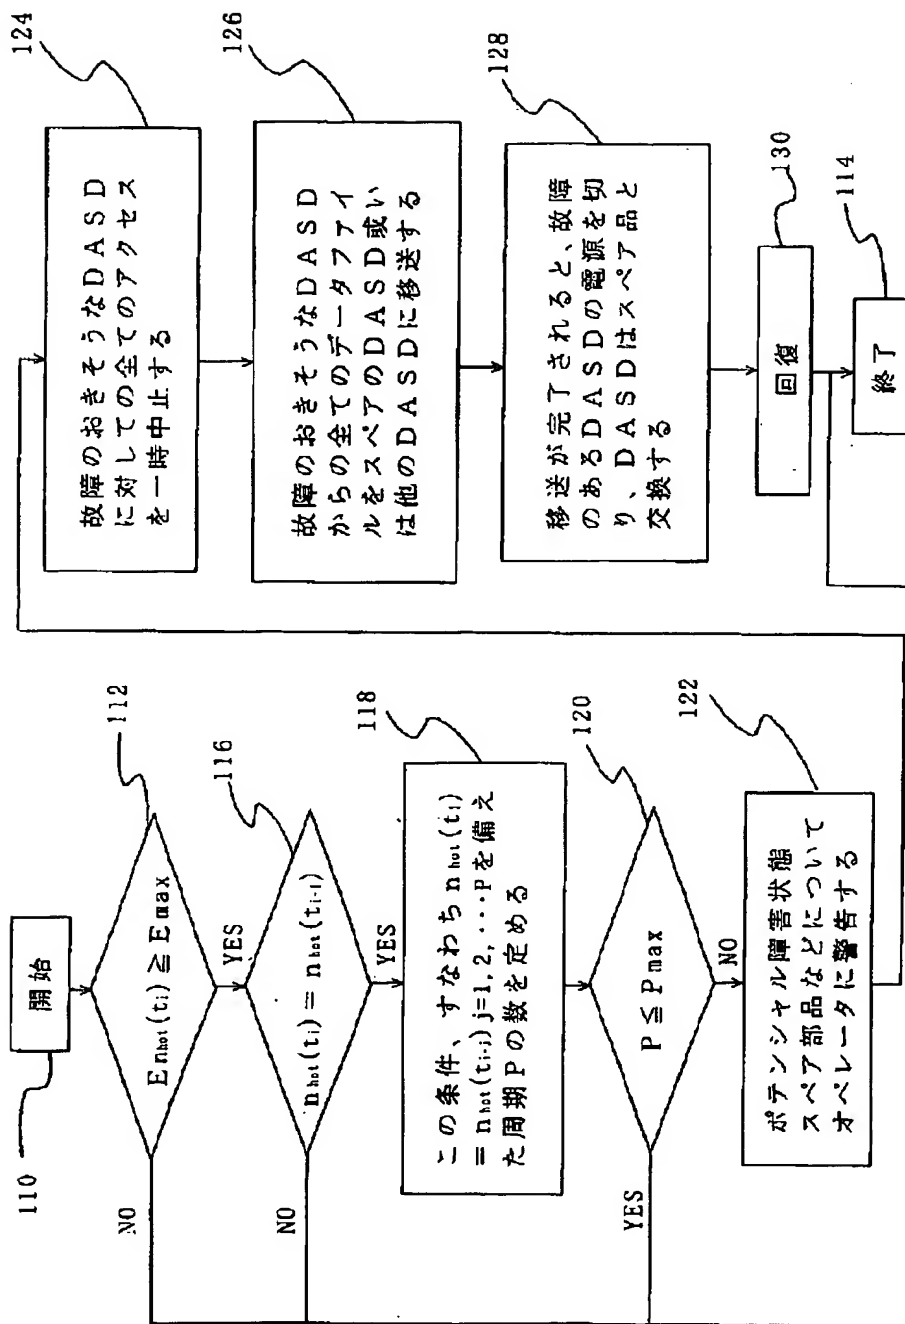 110
開始
112
Enhot(ti)≧Emax
NO
YES
116
nhot(ti)=nhot(ti-1)
NO
YES
118
この条件、すなわちnhot(ti)
=nhot(ti-j)j=1,2,···Pを備え
た周期Pの数を定める
120
P≦Pmax
YES
NO
122
ポテンシャル障害状態
スペア部品などについて
オペレータに警告する
124
故障のおきそうなDASD
に対しての全てのアクセス
を一時中止する
126
故障のおきそうなDASD
からの全てのデータファイ
ルをスペアのDASD或い
は他のDASDに移送する
128
移送が完了されると、故障
のあるDASDの電源を切
り、DASDはスペア品と
交換する
130
回復
114
終了